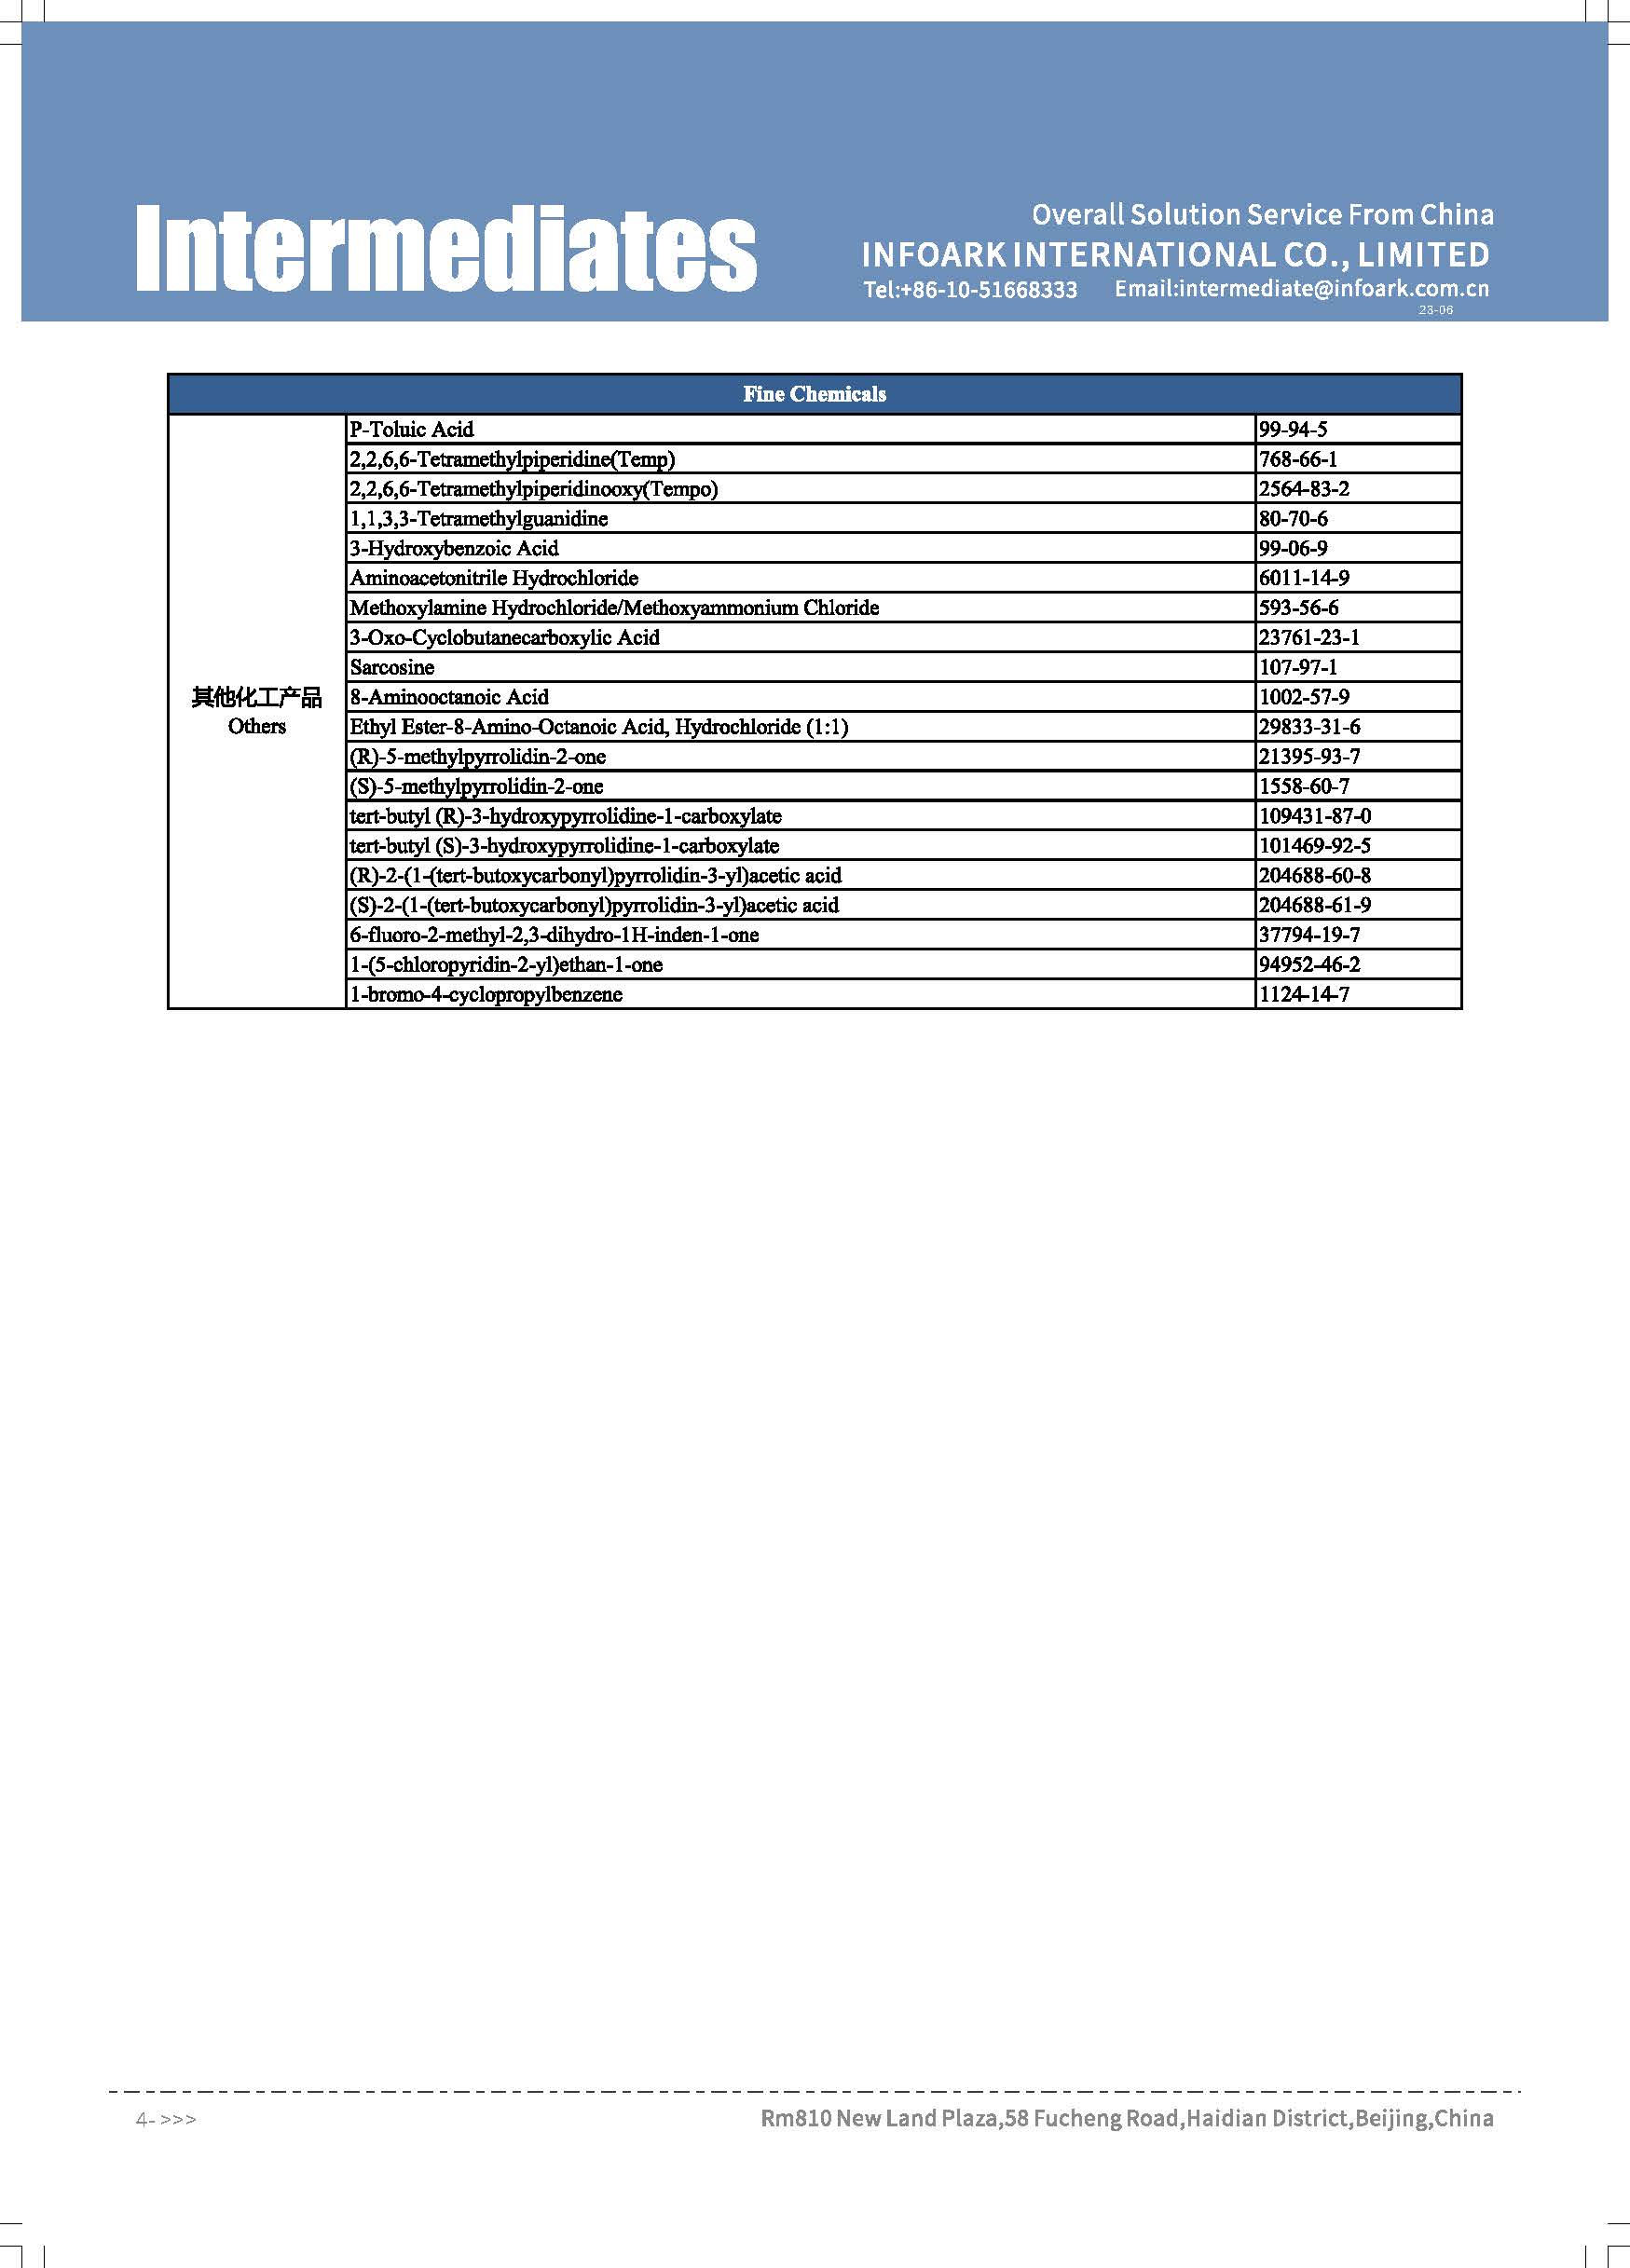 Intermediates
Overall Solution Service From China
INFOARK INTERNATIONAL CO., LIMITED
Tel:+86-10-51668333 Email:intermediate@infoark.com.cn
23-06
Fine Chemicals
其他化工产品
Others
P-Toluic Acid 99-94-5
2,2,6,6-Tetramethylpiperidine(Temp) 768-66-1
2,2,6,6-Tetramethylpiperidinooxy(Tempo) 2564-83-2
1,1,3,3-Tetramethylguanidine 80-70-6
3-Hydroxybenzoic Acid 99-06-9
Aminoacetonitrile Hydrochloride 6011-14-9
Methoxylamine Hydrochloride/Methoxyammonium Chloride 593-56-6
3-Oxo-Cyclobutanecarboxylic Acid 23761-23-1
Sarcosine 107-97-1
8-Aminooctanoic Acid 1002-57-9
Ethyl Ester-8-Amino-Octanoic Acid, Hydrochloride (1:1) 29833-31-6
(R)-5-methylpyrrolidin-2-one 21395-93-7
(S)-5-methylpyrrolidin-2-one 1558-60-7
tert-butyl (R)-3-hydroxypyrrolidine-1-carboxylate 109431-87-0
tert-butyl (S)-3-hydroxypyrrolidine-1-carboxylate 101469-92-5
(R)-2-(1-(tert-butoxycarbonyl)pyrrolidin-3-yl)acetic acid 204688-60-8
(S)-2-(1-(tert-butoxycarbonyl)pyrrolidin-3-yl)acetic acid 204688-61-9
6-fluoro-2-methyl-2,3-dihydro-1H-inden-1-one 37794-19-7
1-(5-chloropyridin-2-yl)ethan-1-one 94952-46-2
1-bromo-4-cyclopropylbenzene 1124-14-7
4- >>>
Rm810 New Land Plaza,58 Fucheng Road,Haidian District,Beijing,China